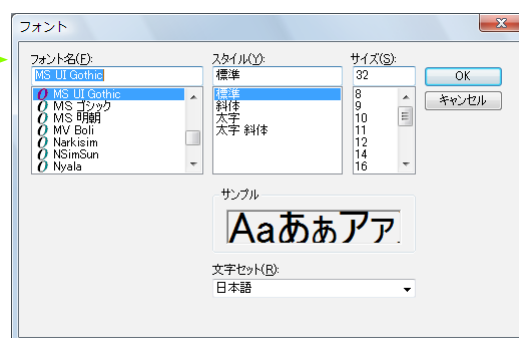 フォント
フォント名(F):
MS UI Gothic
MS UI Gothic
MS ゴシック
MS 明朝
MV Boli
Narkisim
NSimSun
Nyala
スタイル(Y):
標準
標準
斜体
太字
太字 斜体
サイズ(S):
32
8
9
10
11
12
14
16
OK
キャンセル
サンプル
Aaあぁアァ
文字セット(R):
日本語